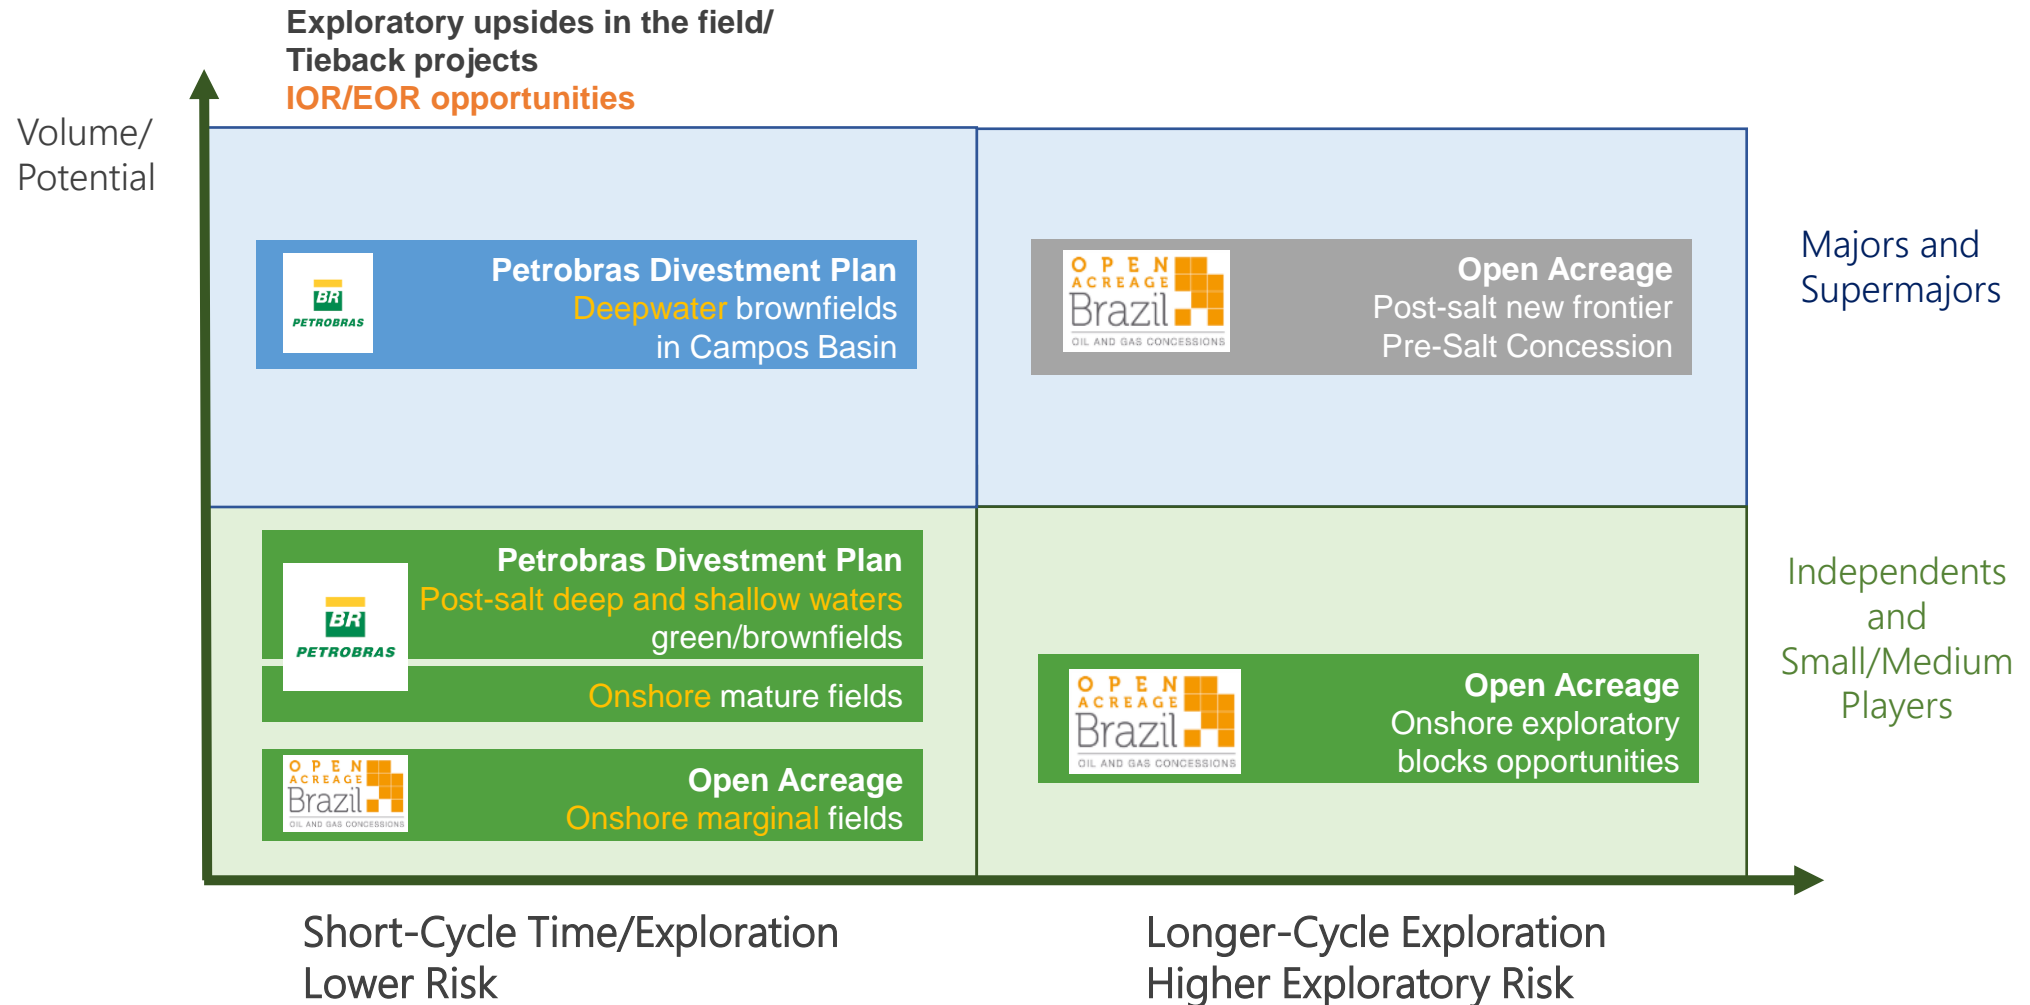 Exploratory upsides in the field/
Tieback projects
IOR/EOR opportunities
Volume/
Potential
BR
PETROBRAS
Petrobras Divestment Plan
Deepwater brownfields
in Campos Basin
OPEN
ACREAGE
Brazil
OIL AND GAS CONCESSIONS
Open Acreage
Post-salt new frontier
Pre-Salt Concession
Majors and
Supermajors
BR
PETROBRAS
Petrobras Divestment Plan
Post-salt deep and shallow waters
green/brownfields
Onshore mature fields
OPEN
ACREAGE
Brazil
OIL AND GAS CONCESSIONS
Open Acreage
Onshore marginal fields
OPEN
ACREAGE
Brazil
OIL AND GAS CONCESSIONS
Open Acreage
Onshore exploratory
blocks opportunities
Independents
and
Small/Medium
Players
Short-Cycle Time/Exploration
Lower Risk
Longer-Cycle Exploration
Higher Exploratory Risk